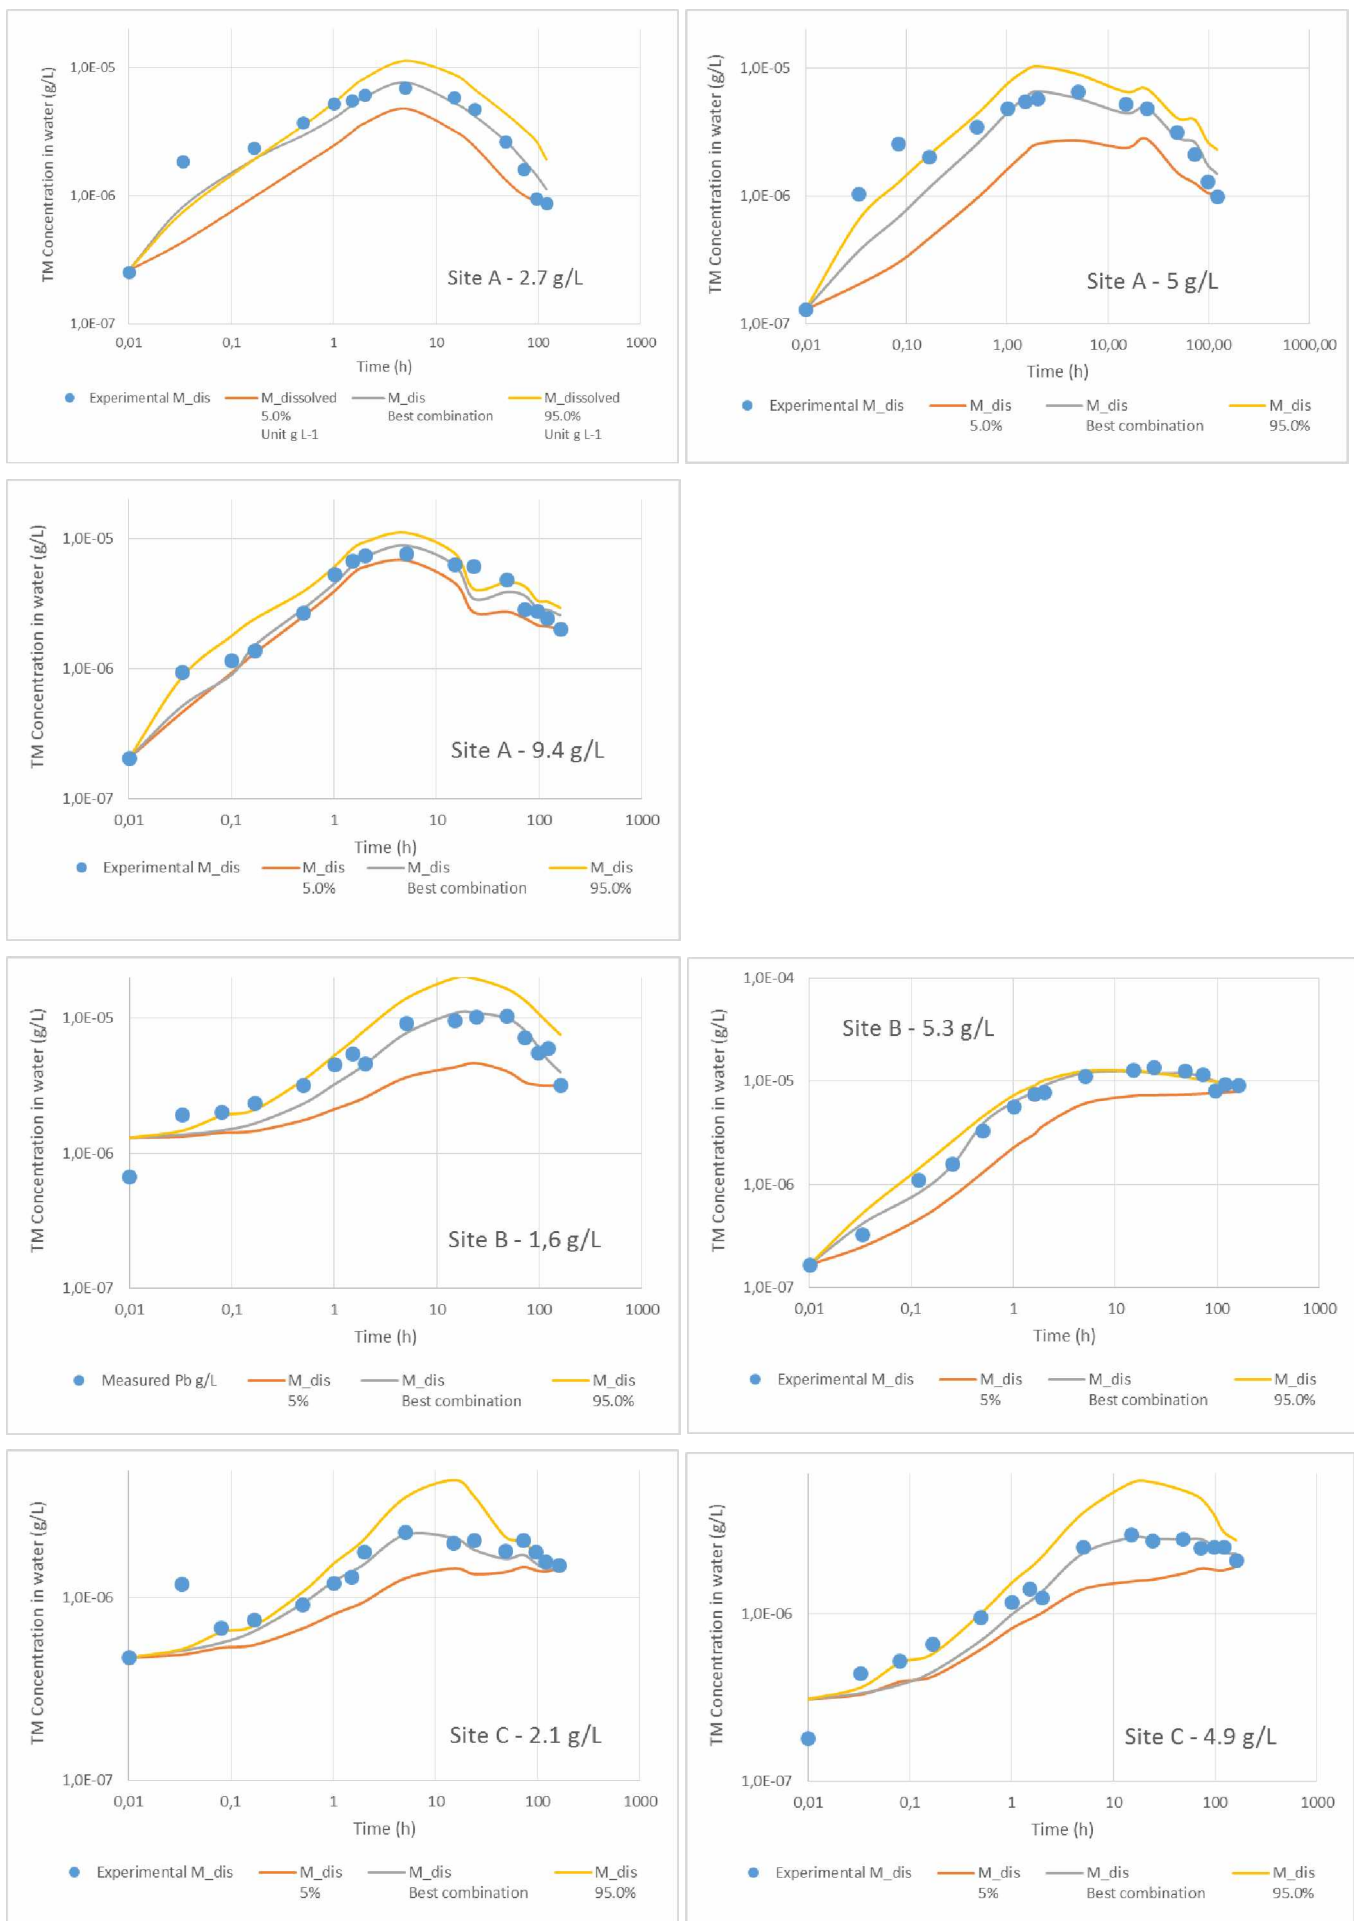 TM Concentration in water (g/L)
1,0E-05
1,0E-06
1,0E-07
Site A - 2.7 g/L
0,01 0,1 1 10 100 1000
Time (h)
Experimental M_dis M_dissolved M_dis M_dissolved
5.0% Best combination 95.0%
Unit g L-1 Unit g L-1
TM Concentration in water (g/L)
1,0E-05
1,0E-06
1,0E-07
Site A - 5 g/L
0,01 0,10 1,00 10,00 100,00 1000,00
Time (h)
Experimental M_dis M_dis M_dis M_dis
5.0% Best combination 95.0%
TM Concentration in water (g/L)
1,0E-05
1,0E-06
1,0E-07
Site A - 9.4 g/L
0,01 0,1 1 10 100 1000
Time (h)
Experimental M_dis M_dis M_dis M_dis
5.0% Best combination 95.0%
TM Concentration in water (g/L)
1,0E-05
1,0E-06
1,0E-07
Site B - 1,6 g/L
0,01 0,1 1 10 100 1000
Time (h)
Measured Pb g/L M_dis M_dis M_dis
5% Best combination 95.0%
TM Concentration in water (g/L)
1,0E-04
Site B - 5.3 g/L
1,0E-05
1,0E-06
1,0E-07
0,01 0,1 1 10 100 1000
Time (h)
Experimental M_dis M_dis M_dis M_dis
5% Best combination 95.0%
TM Concentration in water (g/L)
1,0E-06
Site C - 2.1 g/L
1,0E-07
0,01 0,1 1 10 100 1000
Time (h)
Experimental M_dis M_dis M_dis M_dis
5% Best combination 95.0%
TM Concentration in water (g/L)
1,0E-06
Site C - 4.9 g/L
1,0E-07
0,01 0,1 1 10 100 1000
Time (h)
Experimental M_dis M_dis M_dis M_dis
5% Best combination 95.0%